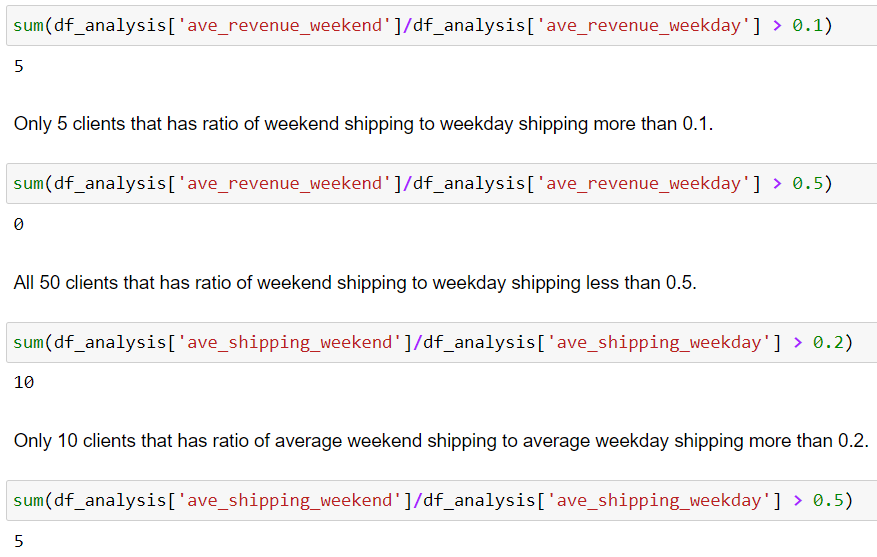 sum(df_analysis['ave_revenue_weekend']/df_analysis['ave_revenue_weekday'] > 0.1)
5
Only 5 clients that has ratio of weekend shipping to weekday shipping more than 0.1.
sum(df_analysis['ave_revenue_weekend']/df_analysis['ave_revenue_weekday'] > 0.5)
0
All 50 clients that has ratio of weekend shipping to weekday shipping less than 0.5.
sum(df_analysis['ave_shipping_weekend']/df_analysis['ave_shipping_weekday'] > 0.2)
10
Only 10 clients that has ratio of average weekend shipping to average weekday shipping more than 0.2.
sum(df_analysis['ave_shipping_weekend']/df_analysis['ave_shipping_weekday'] > 0.5)
5